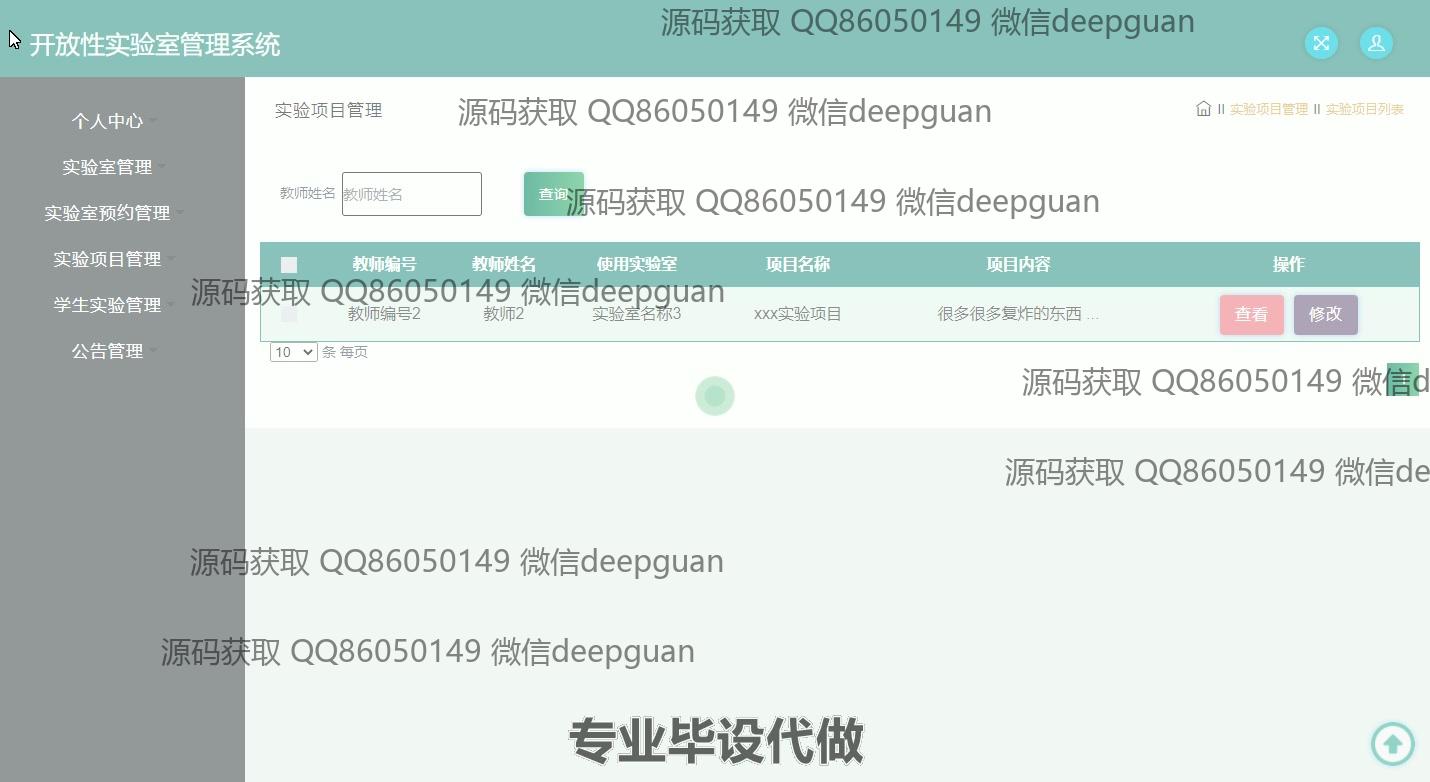 源码获取 QQ86050149 微信deepguan
开放性实验室管理系统
个人中心
实验室管理
实验室预约管理
实验项目管理
学生实验管理
公告管理
实验项目管理
源码获取 QQ86050149 微信deepguan
实验项目管理 实验项目列表
教师姓名 教师姓名 查询
源码获取 QQ86050149 微信deepguan
教师编号 教师姓名 使用实验室 项目名称 项目内容 操作
源码获取 QQ86050149 微信deepguan
教师编号2 教师2 实验室名称3 xxx实验项目 很多很多复炸的东西 ... 查看 修改
10 条 每页
源码获取 QQ86050149 微信d
源码获取 QQ86050149 微信de
源码获取 QQ86050149 微信deepguan
源码获取 QQ86050149 微信deepguan
专业毕设代做